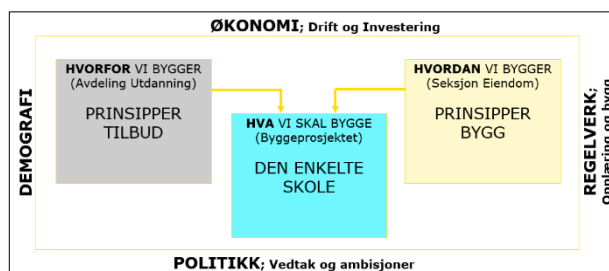 ØKONOMI; Drift og Investering
DEMOGRAFI
HVORFOR VI BYGGER
(Avdeling Utdanning)
PRINSIPPER
TILBUD
HVA VI SKAL BYGGE
(Byggeprosjektet)
DEN ENKELTE
SKOLE
HVORDAN VI BYGGER
(Seksjon Eiendom)
PRINSIPPER
BYGG
REGELVERK;
Opplæring og bygg
POLITIKK; Vedtak og ambisjoner